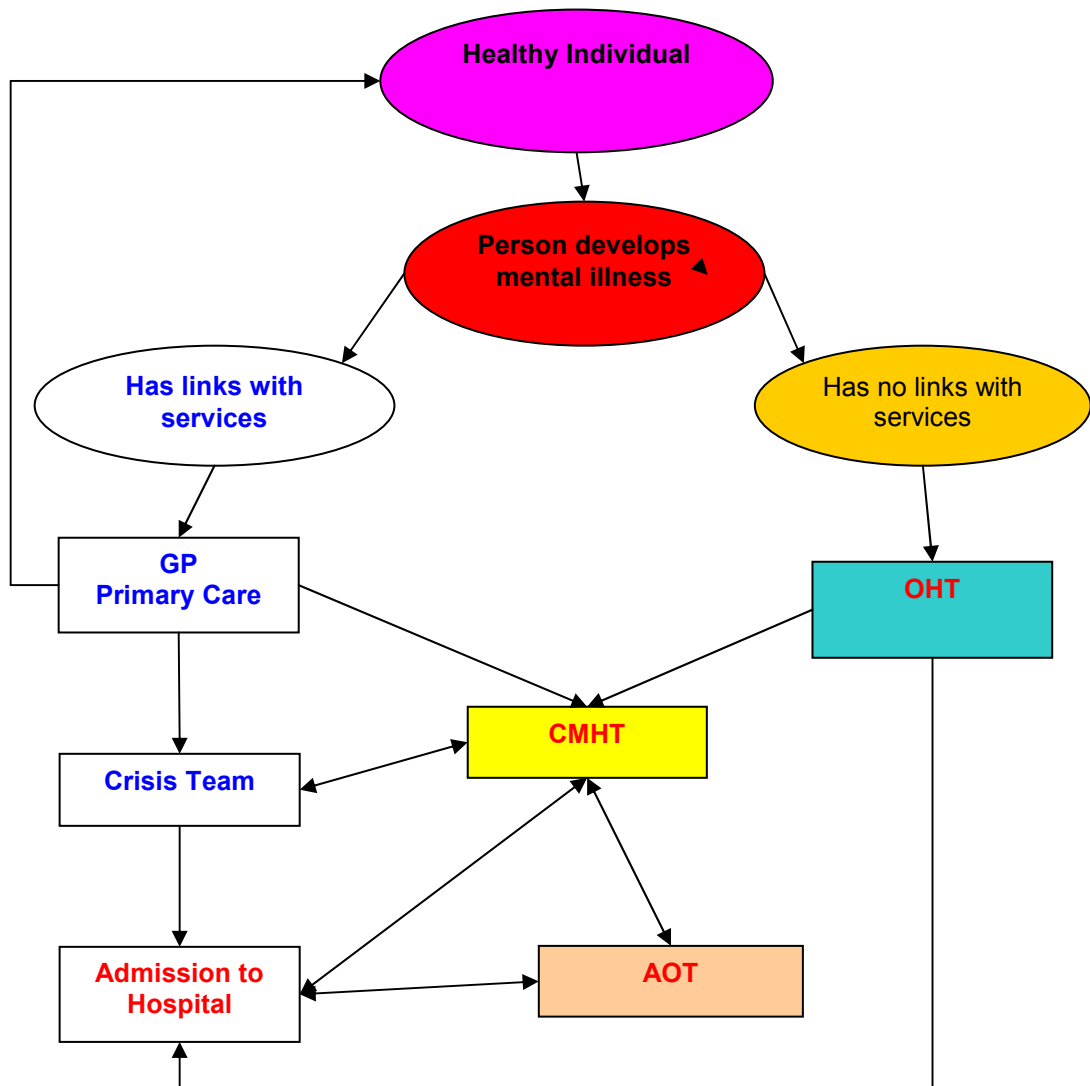 Healthy Individual
Person develops
mental illness
Has links with
services
Has no links with
services
GP
Primary Care
OHT
CMHT
Crisis Team
Admission to
Hospital
AOT